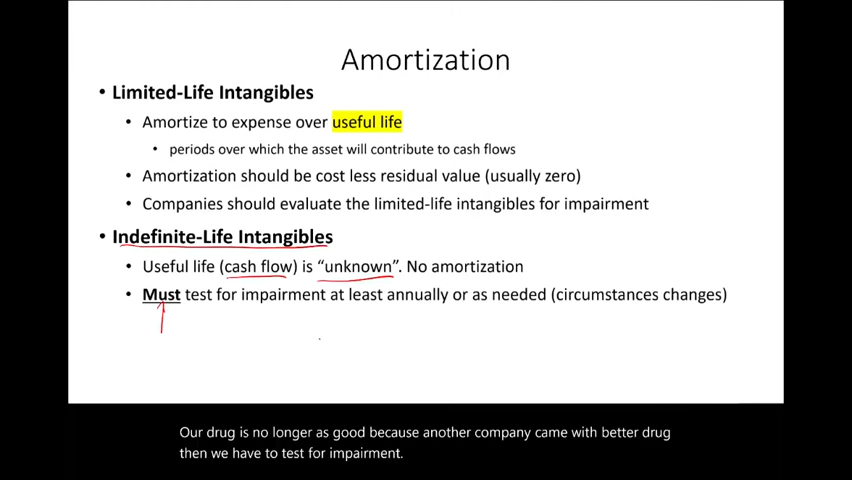 Amortization
• Limited-Life Intangibles
• Amortize to expense over useful life
• periods over which the asset will contribute to cash flows
• Amortization should be cost less residual value (usually zero)
• Companies should evaluate the limited-life intangibles for impairment
• Indefinite-Life Intangibles
• Useful life (cash flow) is “unknown”. No amortization
• Must test for impairment at least annually or as needed (circumstances changes)
Our drug is no longer as good because another company came with better drug
then we have to test for impairment.